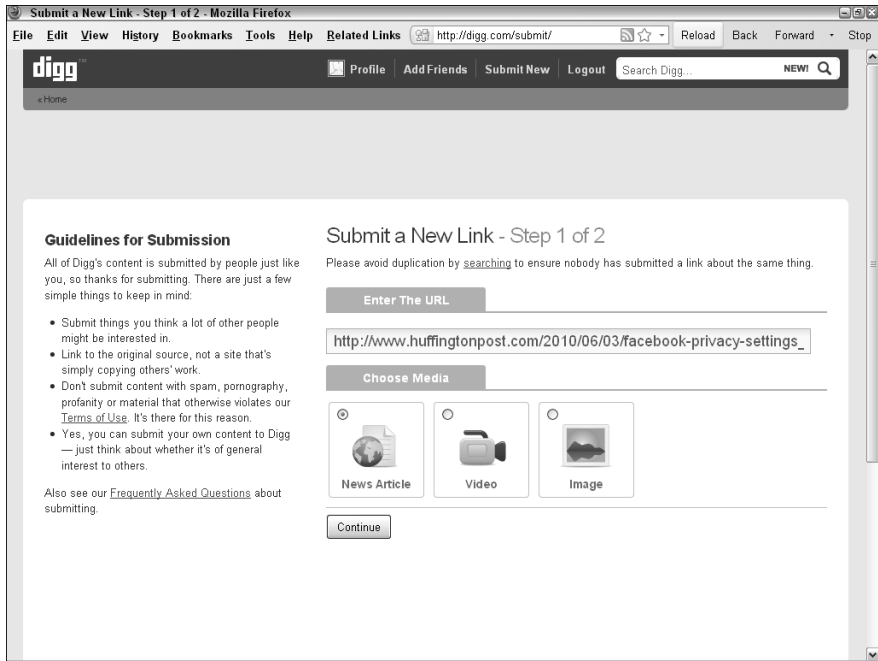 Submit a New Link - Step 1 of 2 - Mozilla Firefox
File Edit View History Bookmarks Tools Help Related Links http://digg.com/submit/ Reload Back Forward Stop
digg™ Profile Add Friends Submit New Logout Search Digg... NEW!
« Home
Guidelines for Submission
All of Digg's content is submitted by people just like
you, so thanks for submitting. There are just a few
simple things to keep in mind:
• Submit things you think a lot of other people
might be interested in.
• Link to the original source, not a site that's
simply copying others' work.
• Don't submit content with spam, pornography,
profanity or material that otherwise violates our
Terms of Use. It's there for this reason.
• Yes, you can submit your own content to Digg
— just think about whether it's of general
interest to others.
Also see our Frequently Asked Questions about
submitting.
Submit a New Link - Step 1 of 2
Please avoid duplication by searching to ensure nobody has submitted a link about the same thing.
Enter The URL
http://www.huffingtonpost.com/2010/06/03/facebook-privacy-settings_
Choose Media
News Article Video Image
Continue